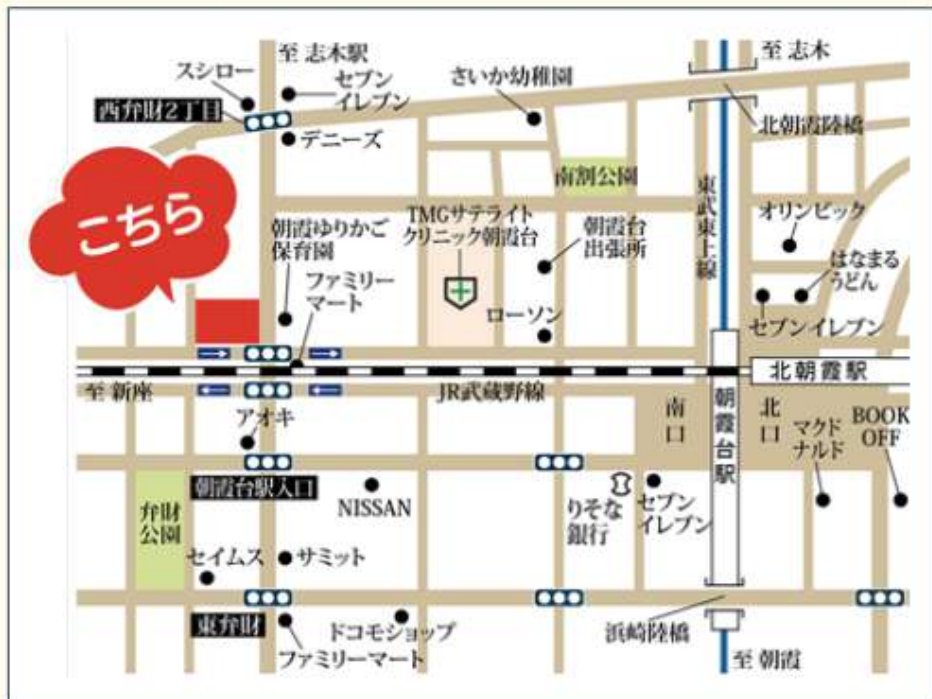 至 志木駅
至 志木
スシロー
セブン
イレブン
さいか幼稚園
西弁財2丁目
デニーズ
北朝霞陸橋
南割公園
東武東上線
こちら
朝霞ゆりかご
保育園
TMGサテライト
クリニック朝霞台
朝霞台
出張所
オリンピック
ファミリー
マート
はなまる
うどん
ローソン
セブンイレブン
至 新座
JR武蔵野線
北朝霞駅
アオキ
南口
朝霞台駅
北口
マクド
ナルド
BOOK
OFF
朝霞台駅入口
NISSAN
りそな
銀行
セブン
イレブン
弁財
公園
セイムス
サミット
東弁財
ドコモショップ
ファミリーマート
浜崎陸橋
至 朝霞